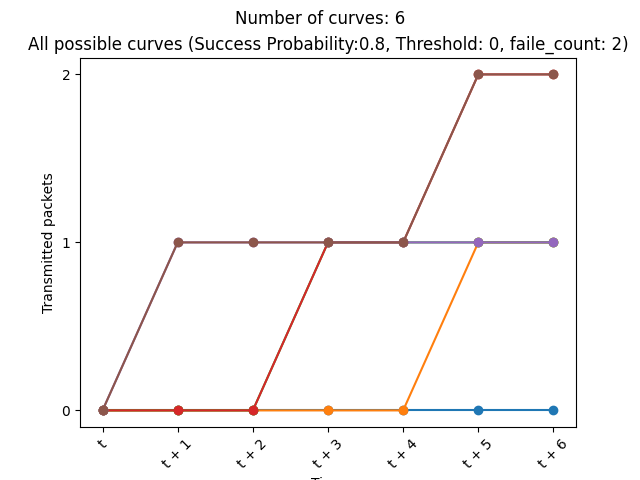 Number of curves: 6
All possible curves (Success Probability:0.8, Threshold: 0, faile_count: 2)
2
1
0
Transmitted packets
t
t + 1
t + 2
t + 3
t + 4
t + 5
t + 6